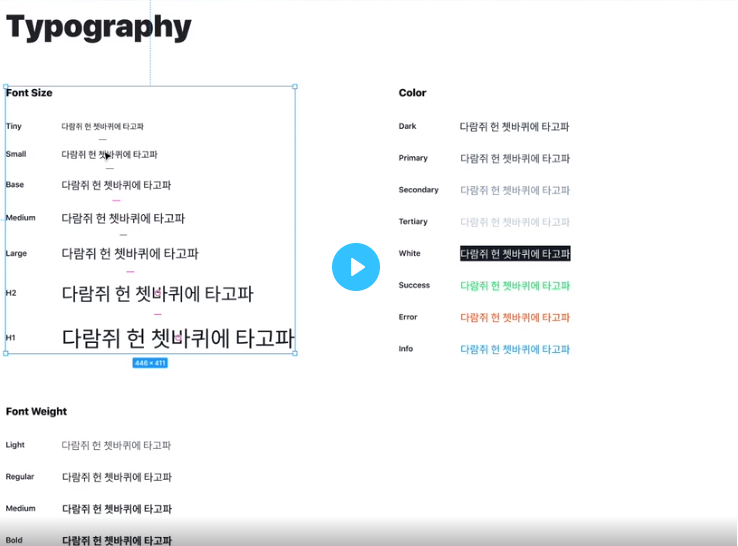 Typography
Font Size
Tiny 다람쥐 헌 쳇바퀴에 타고파
Small 다람쥐 헌 쳇바퀴에 타고파
Base 다람쥐 헌 쳇바퀴에 타고파
Medium 다람쥐 헌 쳇바퀴에 타고파
Large 다람쥐 헌 쳇바퀴에 타고파
H2 다람쥐 헌 쳇바퀴에 타고파
H1 다람쥐 헌 쳇바퀴에 타고파
446 × 411
Color
Dark 다람쥐 헌 쳇바퀴에 타고파
Primary 다람쥐 헌 쳇바퀴에 타고파
Secondary 다람쥐 헌 쳇바퀴에 타고파
Tertiary 다람쥐 헌 쳇바퀴에 타고파
White 다람쥐 헌 쳇바퀴에 타고파
Success 다람쥐 헌 쳇바퀴에 타고파
Error 다람쥐 헌 쳇바퀴에 타고파
Info 다람쥐 헌 쳇바퀴에 타고파
Font Weight
Light 다람쥐 헌 쳇바퀴에 타고파
Regular 다람쥐 헌 쳇바퀴에 타고파
Medium 다람쥐 헌 쳇바퀴에 타고파
Bold 다람쥐 헌 쳇바퀴에 타고파